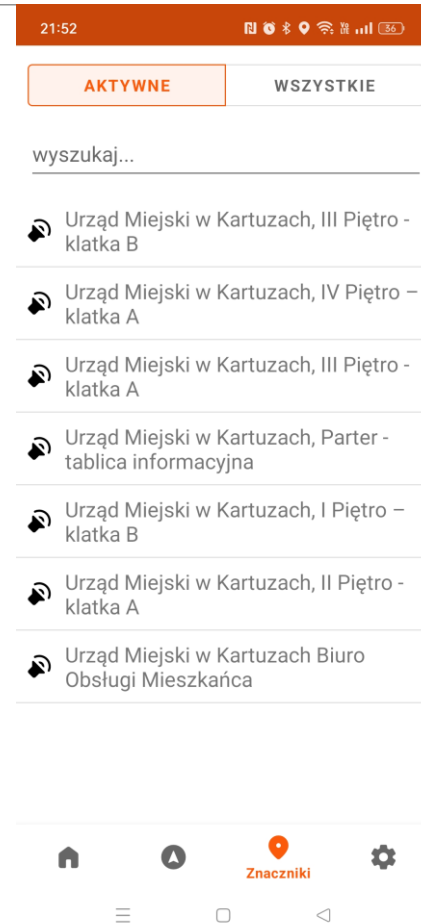 21:52
36
AKTYWNE WSZYSTKIE
wyszukaj...
Urząd Miejski w Kartuzach, III Piętro -
klatka B
Urząd Miejski w Kartuzach, IV Piętro –
klatka A
Urząd Miejski w Kartuzach, III Piętro -
klatka A
Urząd Miejski w Kartuzach, Parter -
tablica informacyjna
Urząd Miejski w Kartuzach, I Piętro –
klatka B
Urząd Miejski w Kartuzach, II Piętro -
klatka A
Urząd Miejski w Kartuzach Biuro
Obsługi Mieszkańca
Znaczniki